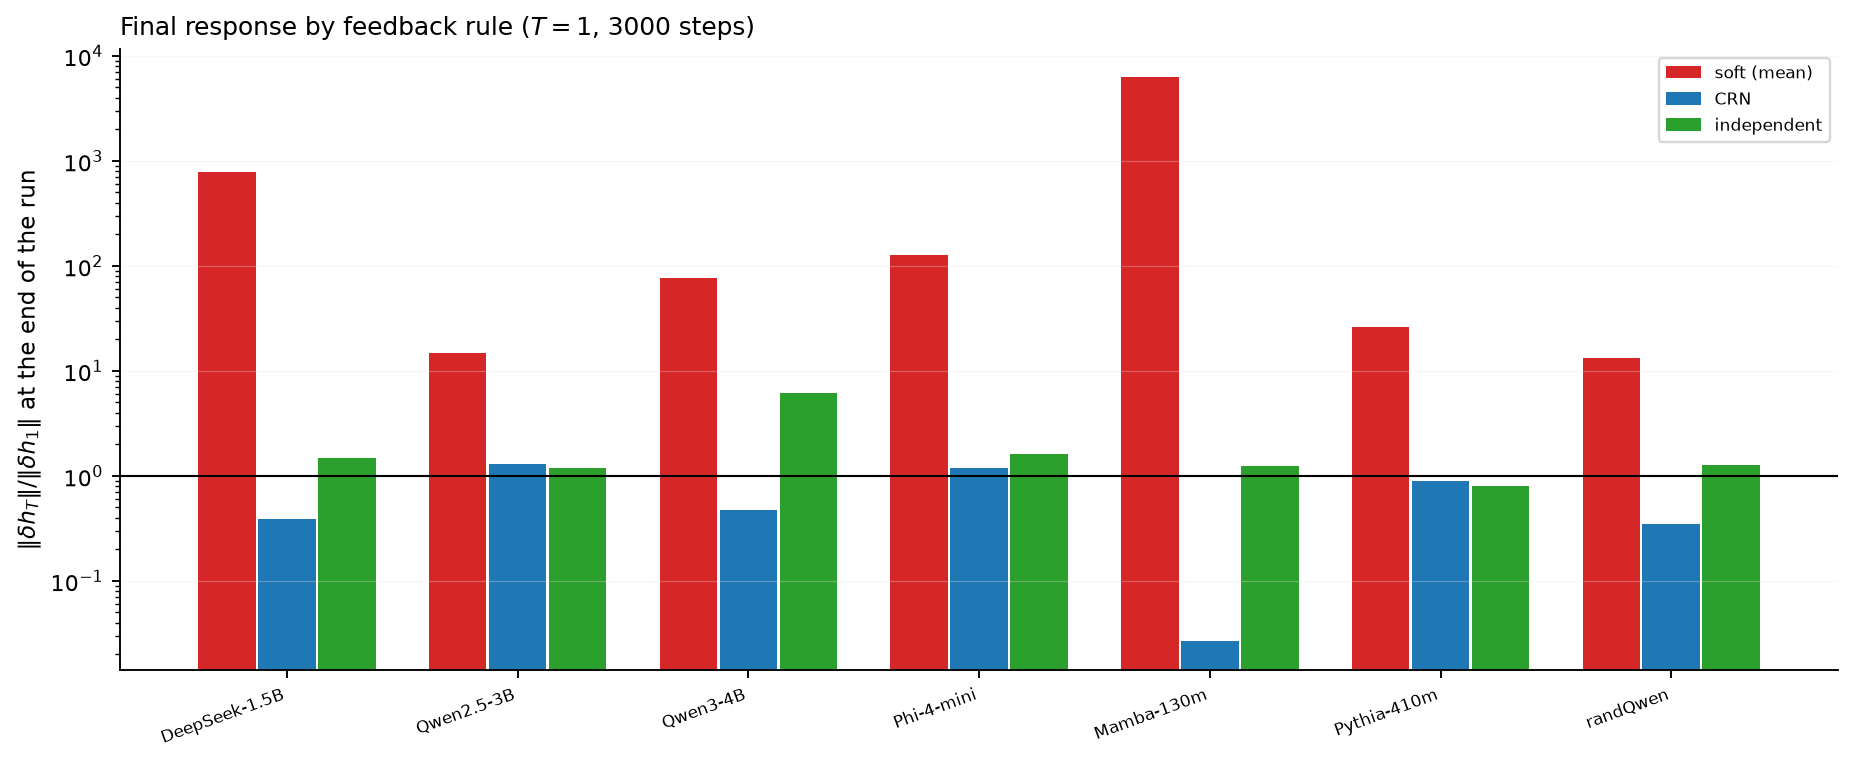 Final response by feedback rule (T = 1, 3000 steps)
‖δh_T‖/‖δh_1‖ at the end of the run
10^4
10^3
10^2
10^1
10^0
10^−1
soft (mean)
CRN
independent
DeepSeek-1.5B
Qwen2.5-3B
Qwen3-4B
Phi-4-mini
Mamba-130m
Pythia-410m
randQwen